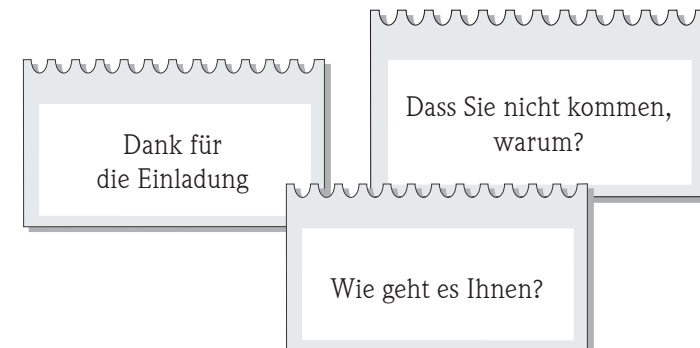 Dank für
die Einladung
Dass Sie nicht kommen,
warum?
Wie geht es Ihnen?